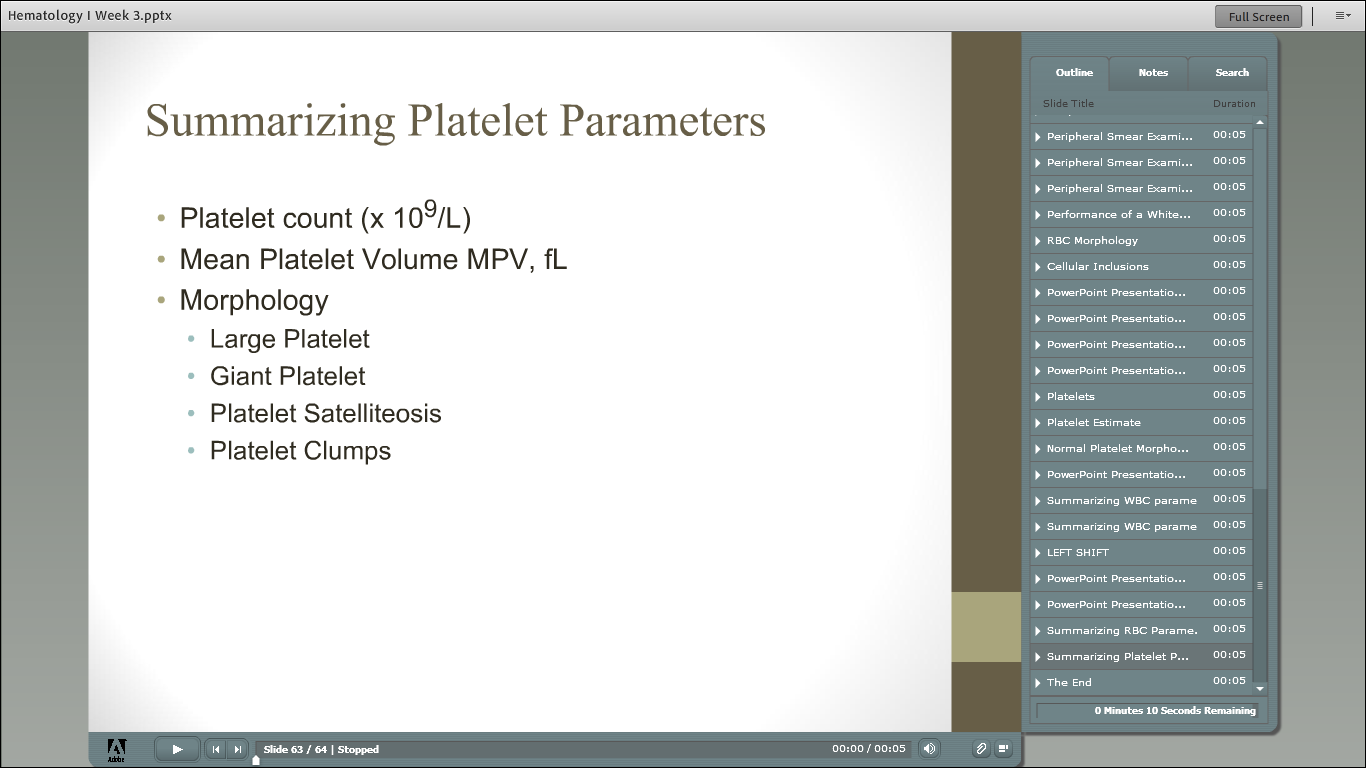 Hematology I Week 3.pptx
Full Screen
Summarizing Platelet Parameters
• Platelet count (x 10⁹/L)
• Mean Platelet Volume MPV, fL
• Morphology
• Large Platelet
• Giant Platelet
• Platelet Satelliteosis
• Platelet Clumps
Outline Notes Search
Slide Title Duration
Peripheral Smear Exami... 00:05
Peripheral Smear Exami... 00:05
Peripheral Smear Exami... 00:05
Performance of a White... 00:05
RBC Morphology 00:05
Cellular Inclusions 00:05
PowerPoint Presentatio... 00:05
PowerPoint Presentatio... 00:05
PowerPoint Presentatio... 00:05
PowerPoint Presentatio... 00:05
Platelets 00:05
Platelet Estimate 00:05
Normal Platelet Morpho... 00:05
PowerPoint Presentatio... 00:05
Summarizing WBC parame 00:05
Summarizing WBC parame 00:05
LEFT SHIFT 00:05
PowerPoint Presentatio... 00:05
PowerPoint Presentatio... 00:05
Summarizing RBC Parame. 00:05
Summarizing Platelet P... 00:05
The End 00:05
0 Minutes 10 Seconds Remaining
Adobe
Slide 63 / 64 | Stopped
00:00 / 00:05